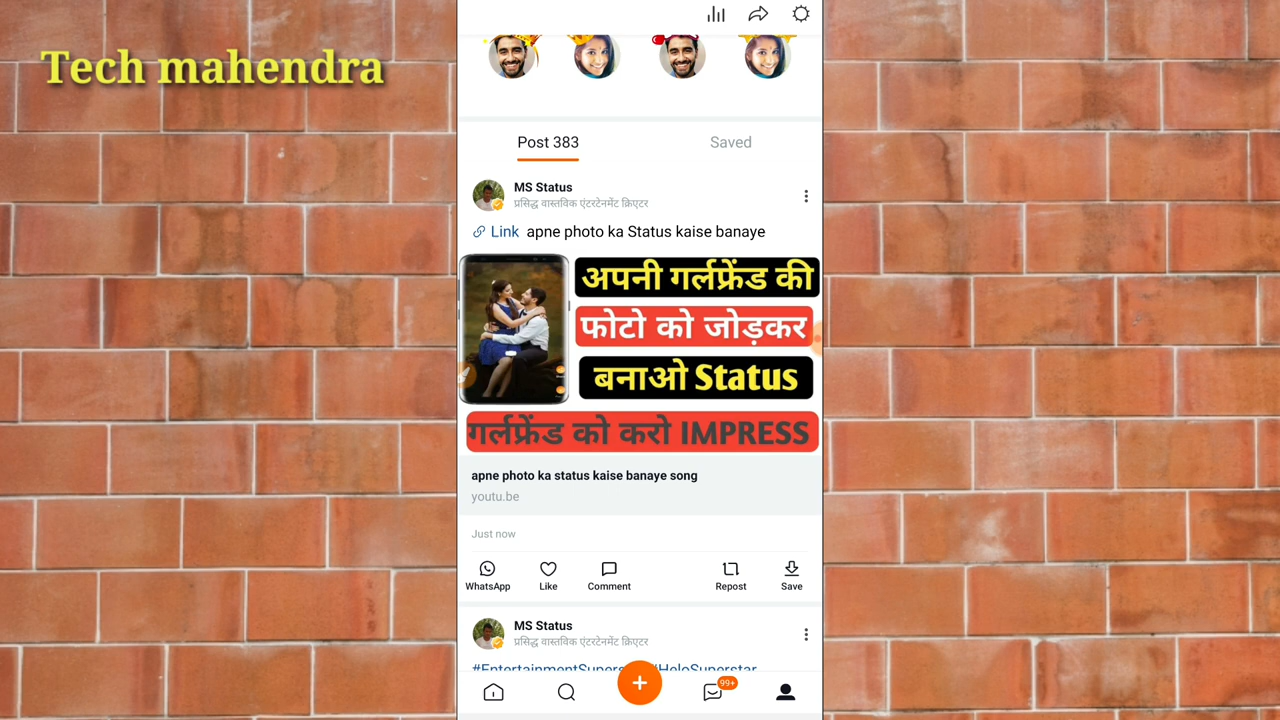 Tech mahendra
Post 383
Saved
MS Status
प्रसिद्ध वास्तविक एंटरटेनमेंट क्रिएटर
Link apne photo ka Status kaise banaye
अपनी गर्लफ्रेंड की
फोटो को जोड़कर
बनाओ Status
गर्लफ्रेंड को करो IMPRESS
apne photo ka status kaise banaye song
youtu.be
Just now
WhatsApp
Like
Comment
Repost
Save
MS Status
प्रसिद्ध वास्तविक एंटरटेनमेंट क्रिएटर
#HeloSuperstar
99+